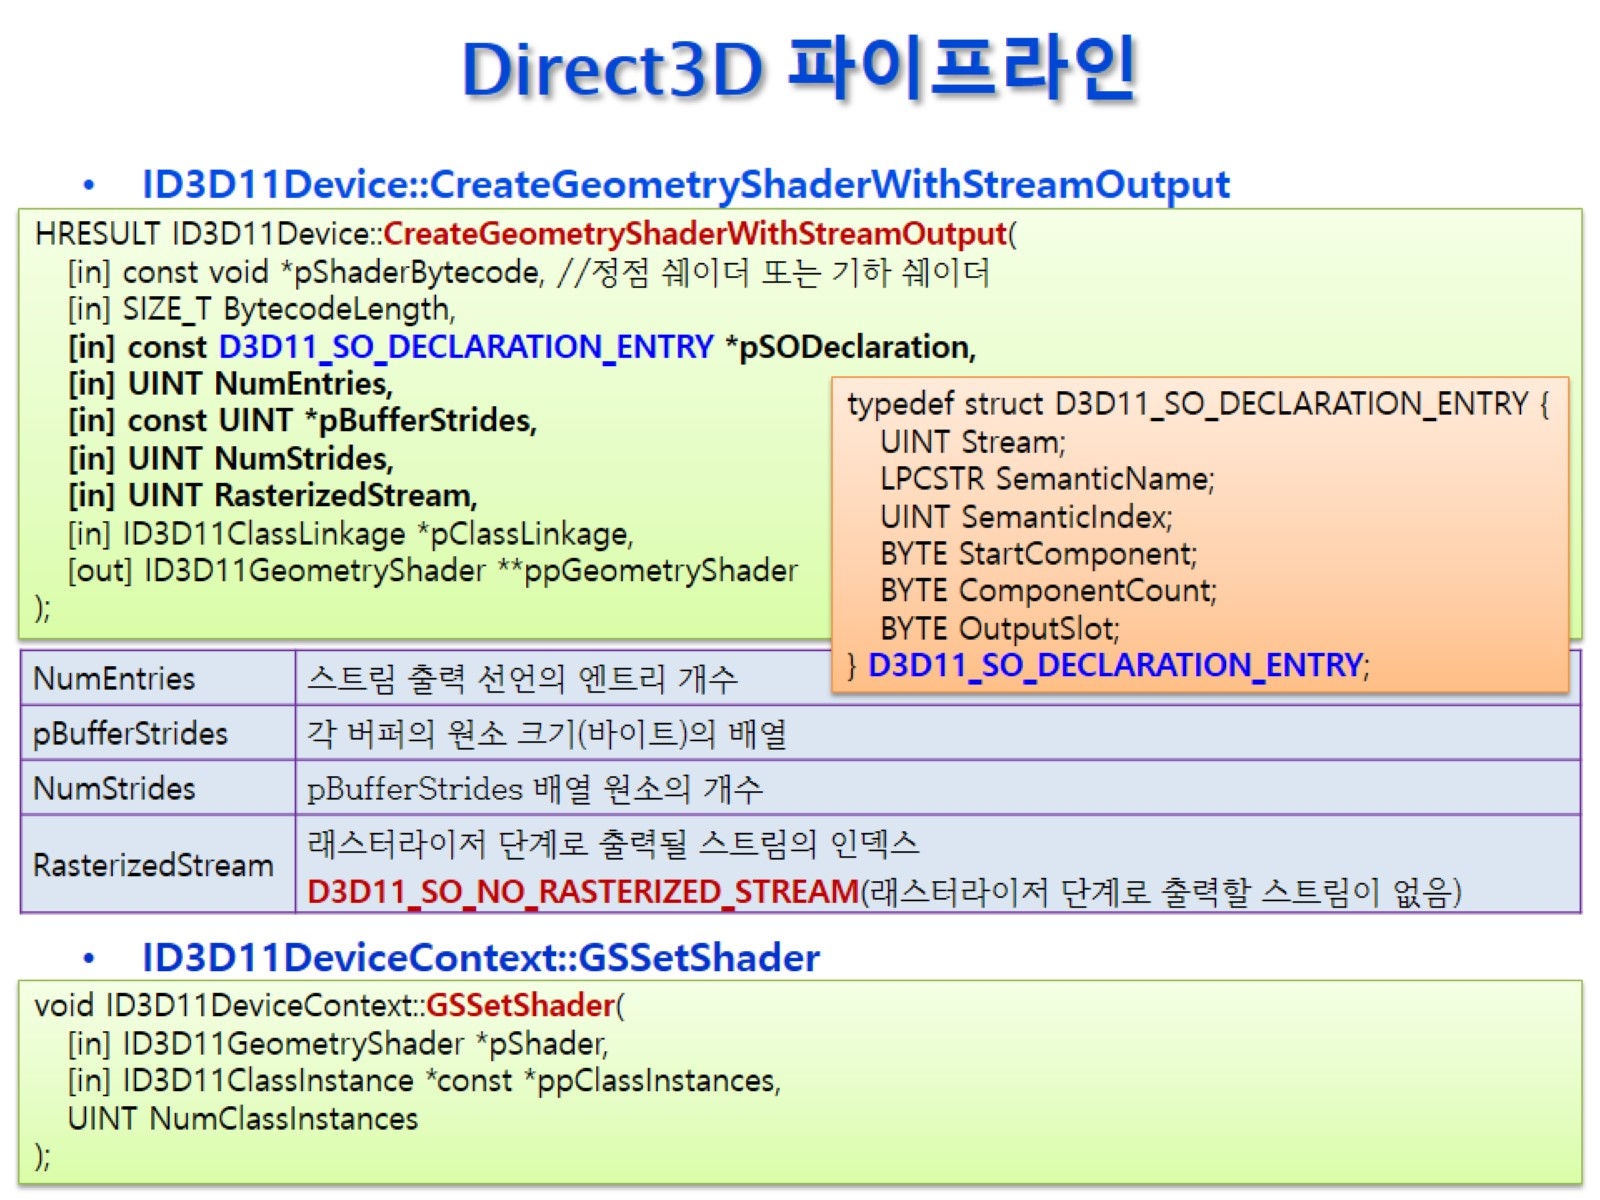 Direct3D 파이프라인
• ID3D11Device::CreateGeometryShaderWithStreamOutput
HRESULT ID3D11Device::CreateGeometryShaderWithStreamOutput(
[in] const void *pShaderBytecode, //정점 쉐이더 또는 기하 쉐이더
[in] SIZE_T BytecodeLength,
[in] const D3D11_SO_DECLARATION_ENTRY *pSODeclaration,
[in] UINT NumEntries,
[in] const UINT *pBufferStrides,
[in] UINT NumStrides,
[in] UINT RasterizedStream,
[in] ID3D11ClassLinkage *pClassLinkage,
[out] ID3D11GeometryShader **ppGeometryShader
);
typedef struct D3D11_SO_DECLARATION_ENTRY {
UINT Stream;
LPCSTR SemanticName;
UINT SemanticIndex;
BYTE StartComponent;
BYTE ComponentCount;
BYTE OutputSlot;
} D3D11_SO_DECLARATION_ENTRY;
NumEntries 스트림 출력 선언의 엔트리 개수
pBufferStrides 각 버퍼의 원소 크기(바이트)의 배열
NumStrides pBufferStrides 배열 원소의 개수
RasterizedStream 래스터라이저 단계로 출력될 스트림의 인덱스
D3D11_SO_NO_RASTERIZED_STREAM(래스터라이저 단계로 출력할 스트림이 없음)
• ID3D11DeviceContext::GSSetShader
void ID3D11DeviceContext::GSSetShader(
[in] ID3D11GeometryShader *pShader,
[in] ID3D11ClassInstance *const *ppClassInstances,
UINT NumClassInstances
);